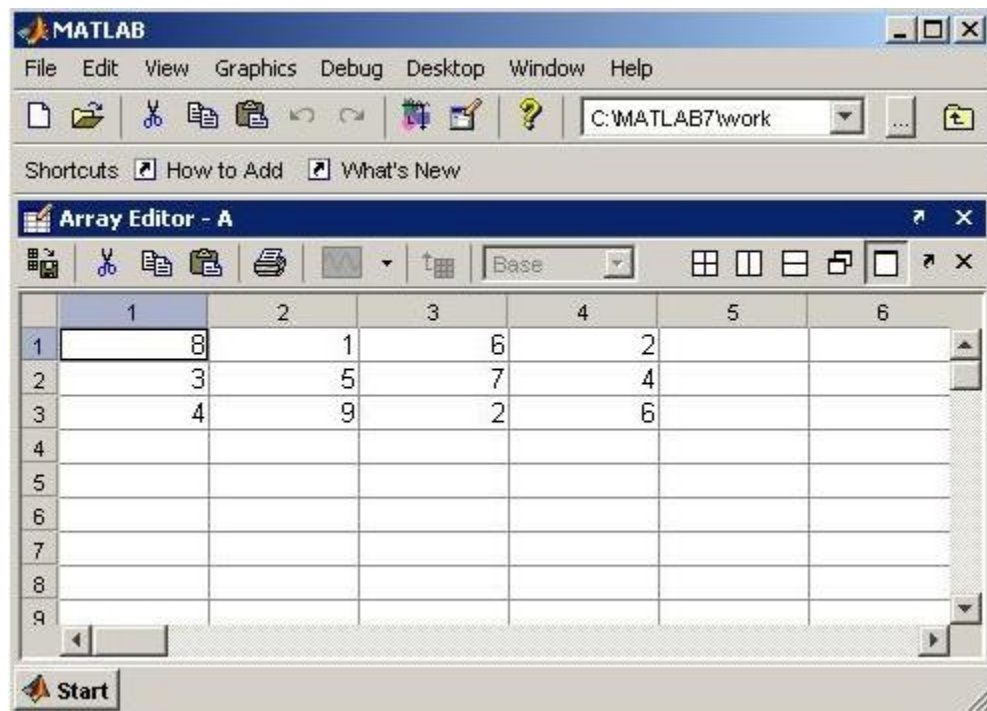 MATLAB
File Edit View Graphics Debug Desktop Window Help
C:\MATLAB7\work ...
Shortcuts How to Add What's New
Array Editor - A
Base
1 2 3 4 5 6
1 8 1 6 2
2 3 5 7 4
3 4 9 2 6
4
5
6
7
8
9
Start